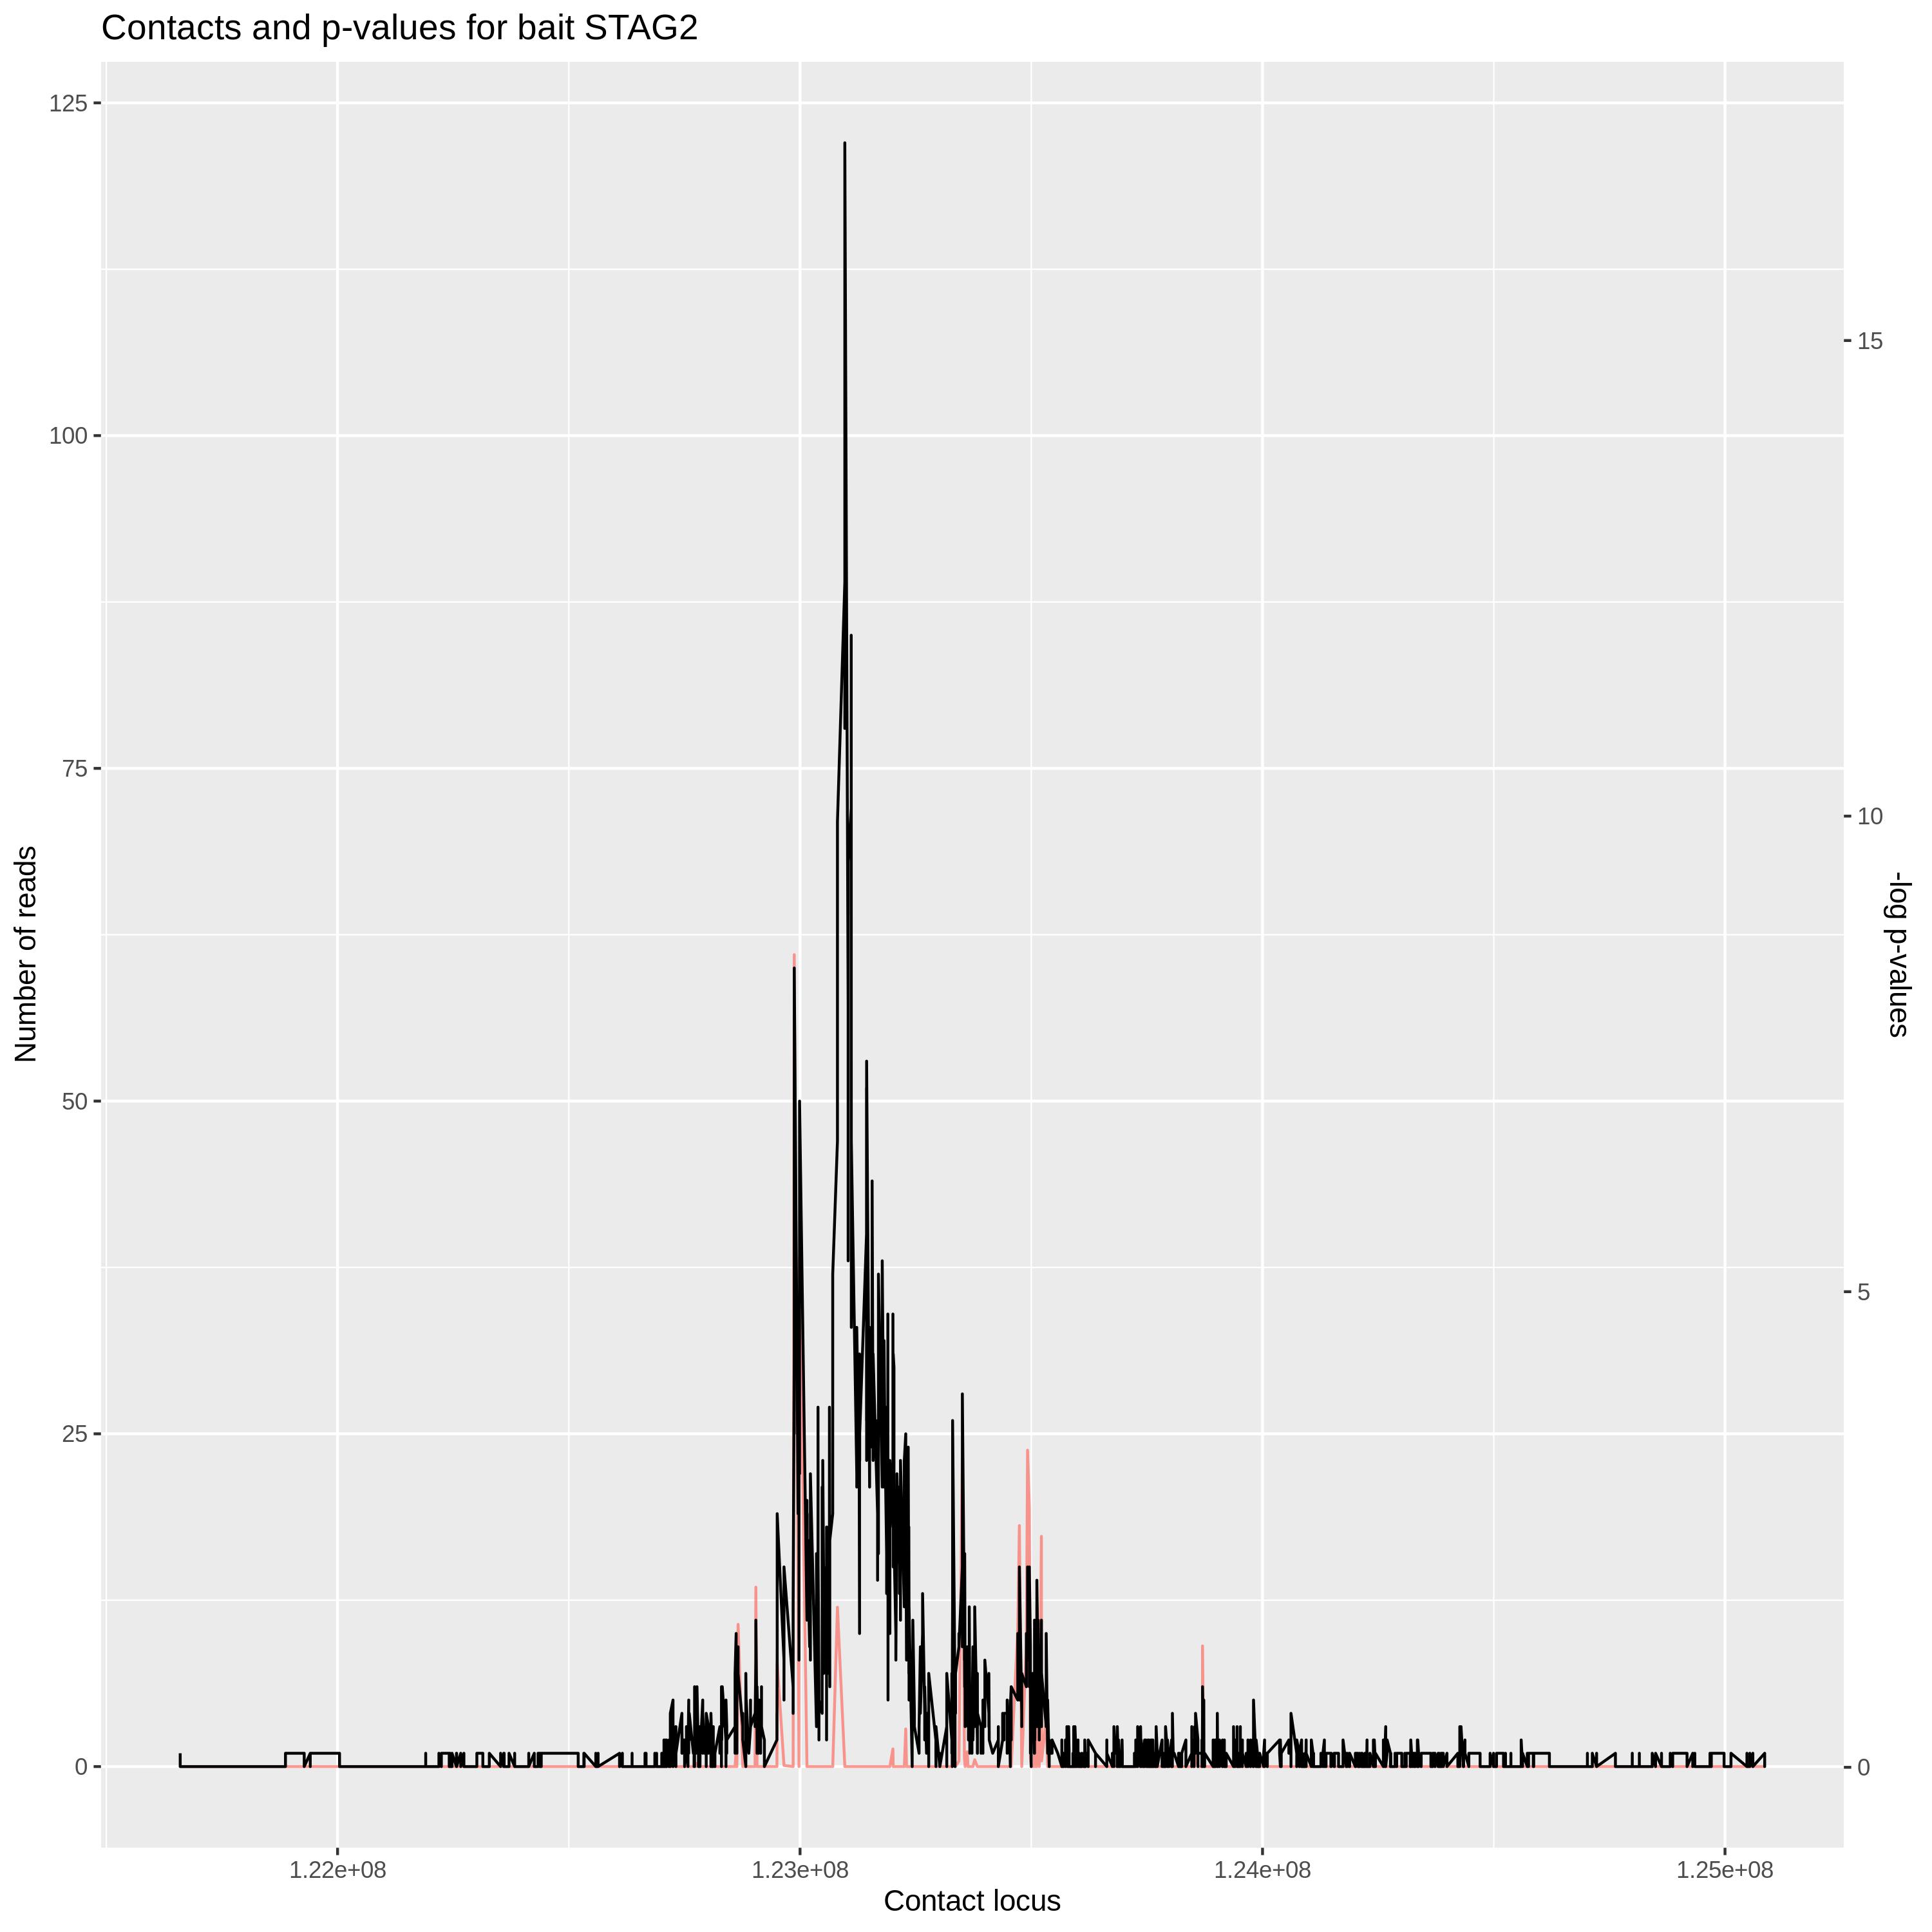 Contacts and p-values for bait STAG2
125
100
75
50
25
0
Number of reads
15
10
5
0
-log p-values
1.22e+08
1.23e+08
1.24e+08
1.25e+08
Contact locus